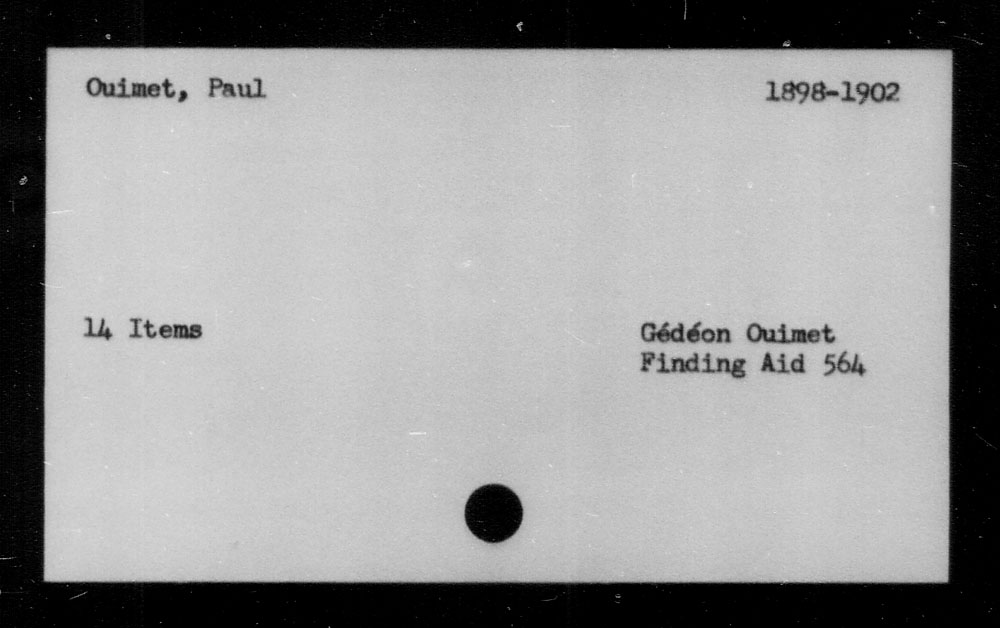 Ouimet, Paul 1898-1902
14 Items
Gédéon Ouimet
Finding Aid 564